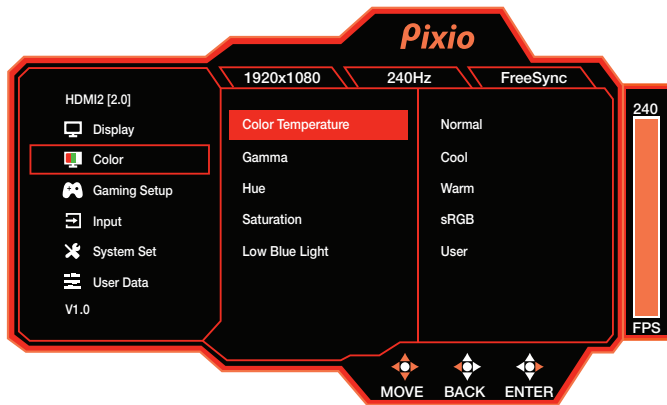 Pixio
1920x1080 240Hz FreeSync
HDMI2 [2.0]
Display
Color
Gaming Setup
Input
System Set
User Data
V1.0
Color Temperature
Gamma
Hue
Saturation
Low Blue Light
Normal
Cool
Warm
sRGB
User
240
FPS
MOVE BACK ENTER